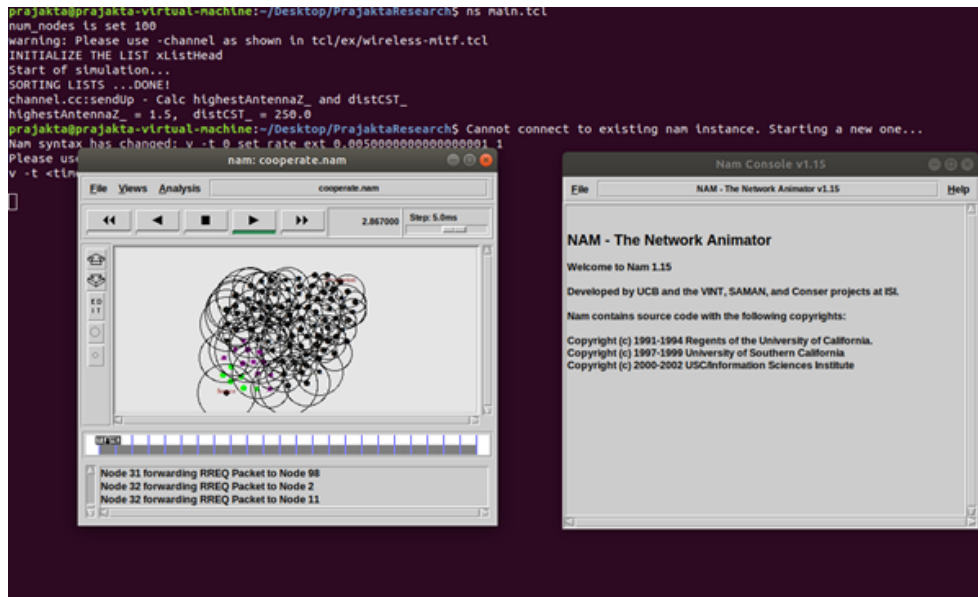 prajakta@prajakta-virtual-machine:~/Desktop/PrajaktaResearch$ ns main.tcl
num_nodes is set 100
warning: Please use -channel as shown in tcl/ex/wireless-mitf.tcl
INITIALIZE THE LIST xListHead
Start of simulation...
SORTING LISTS ...DONE!
channel.cc:sendUp - Calc highestAntennaZ_ and distCST_
highestAntennaZ_ = 1.5, distCST_ = 250.0
prajakta@prajakta-virtual-machine:~/Desktop/PrajaktaResearch$ Cannot connect to existing nam instance. Starting a new one...
Nam syntax has changed: v -t 0 set_rate_ext 0.0050000000000000001 1
Please use
v -t <tim
nam: cooperate.nam
File Views Analysis cooperate.nam
2.867000 Step: 5.0ms
ED
IT
Node 31 forwarding RREQ Packet to Node 98
Node 32 forwarding RREQ Packet to Node 2
Node 32 forwarding RREQ Packet to Node 11
Nam Console v1.15
File NAM - The Network Animator v1.15 Help
NAM - The Network Animator
Welcome to Nam 1.15
Developed by UCB and the VINT, SAMAN, and Conser projects at ISI.
Nam contains source code with the following copyrights:
Copyright (c) 1991-1994 Regents of the University of California.
Copyright (c) 1997-1999 University of Southern California
Copyright (c) 2000-2002 USC/Information Sciences Institute